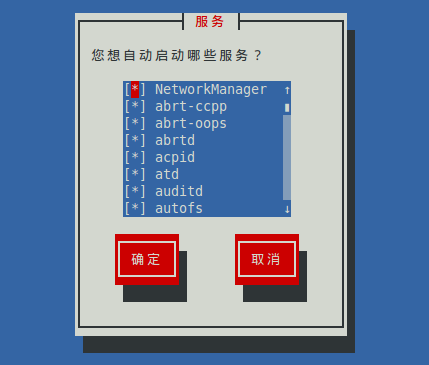 服务
您想自动启动哪些服务？
[*] NetworkManager ↑
[*] abrt-ccpp
[*] abrt-oops
[*] abrtd
[*] acpid
[*] atd
[*] auditd
[*] autofs ↓
确定 取消